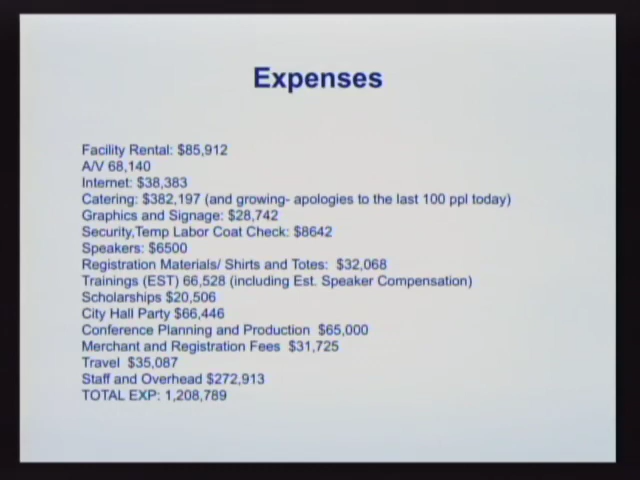 Expenses
Facility Rental: $85,912
A/V 68,140
Internet: $38,383
Catering: $382,197 (and growing- apologies to the last 100 ppl today)
Graphics and Signage: $28,742
Security,Temp Labor Coat Check: $8642
Speakers: $6500
Registration Materials/ Shirts and Totes:  $32,068
Trainings (EST) 66,528 (including Est. Speaker Compensation)
Scholarships $20,506
City Hall Party $66,446
Conference Planning and Production  $65,000
Merchant and Registration Fees  $31,725
Travel  $35,087
Staff and Overhead $272,913
TOTAL EXP: 1,208,789